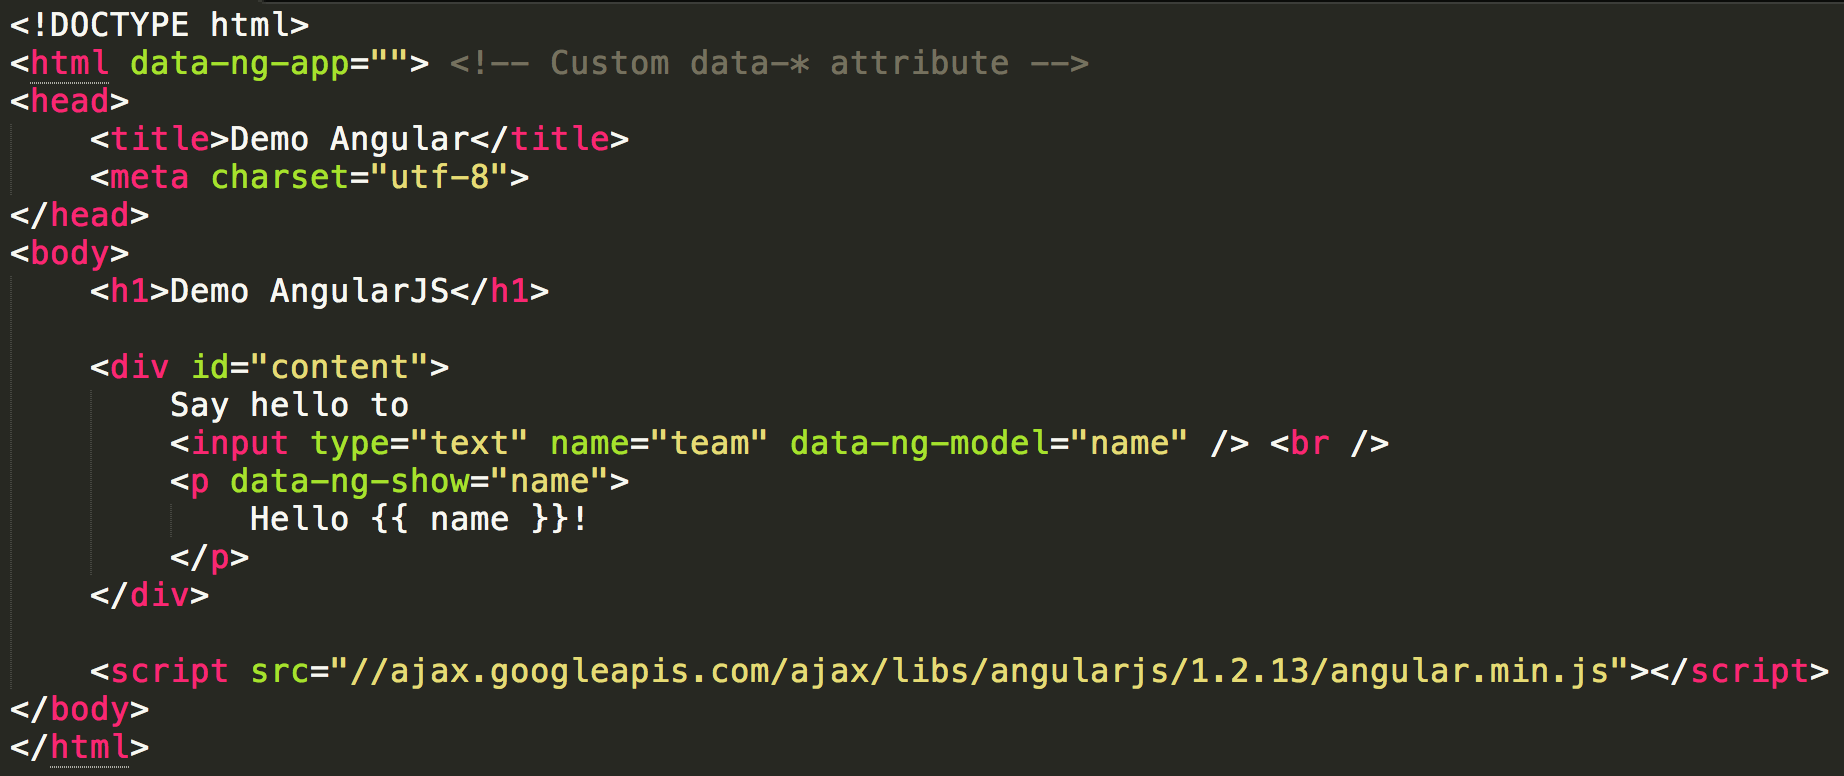 <!DOCTYPE html>
<html data-ng-app=""> <!-- Custom data-* attribute -->
<head>
    <title>Demo Angular</title>
    <meta charset="utf-8">
</head>
<body>
    <h1>Demo AngularJS</h1>

    <div id="content">
        Say hello to
        <input type="text" name="team" data-ng-model="name" /> <br />
        <p data-ng-show="name">
            Hello {{ name }}!
        </p>
    </div>

    <script src="//ajax.googleapis.com/ajax/libs/angularjs/1.2.13/angular.min.js"></script>
</body>
</html>